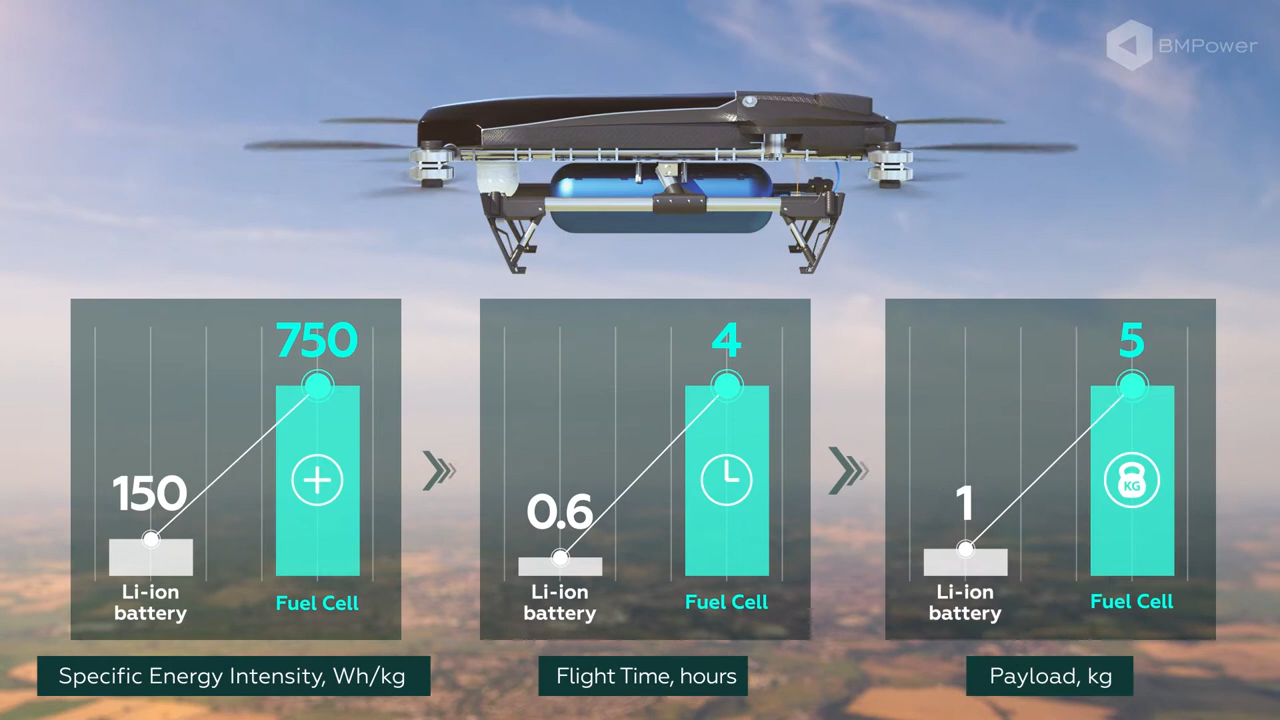 BMPower
750
150
Li-ion
battery
Fuel Cell
Specific Energy Intensity, Wh/kg
4
0.6
Li-ion
battery
Fuel Cell
Flight Time, hours
5
KG
1
Li-ion
battery
Fuel Cell
Payload, kg